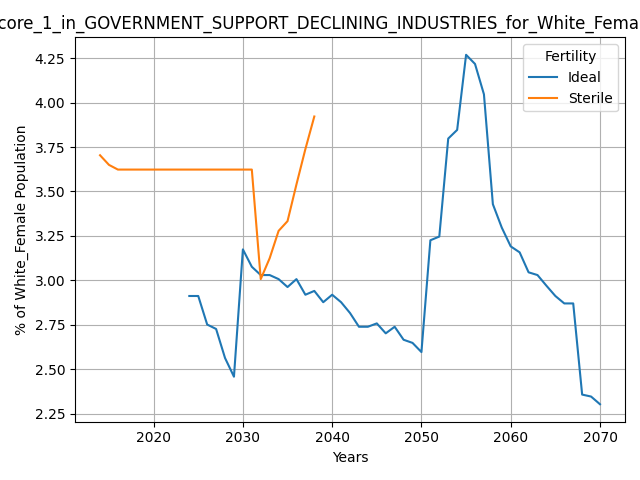 core_1_in_GOVERNMENT_SUPPORT_DECLINING_INDUSTRIES_for_White_Fema
Fertility
Ideal
Sterile
% of White_Female Population
4.25
4.00
3.75
3.50
3.25
3.00
2.75
2.50
2.25
2020
2030
2040
2050
2060
2070
Years